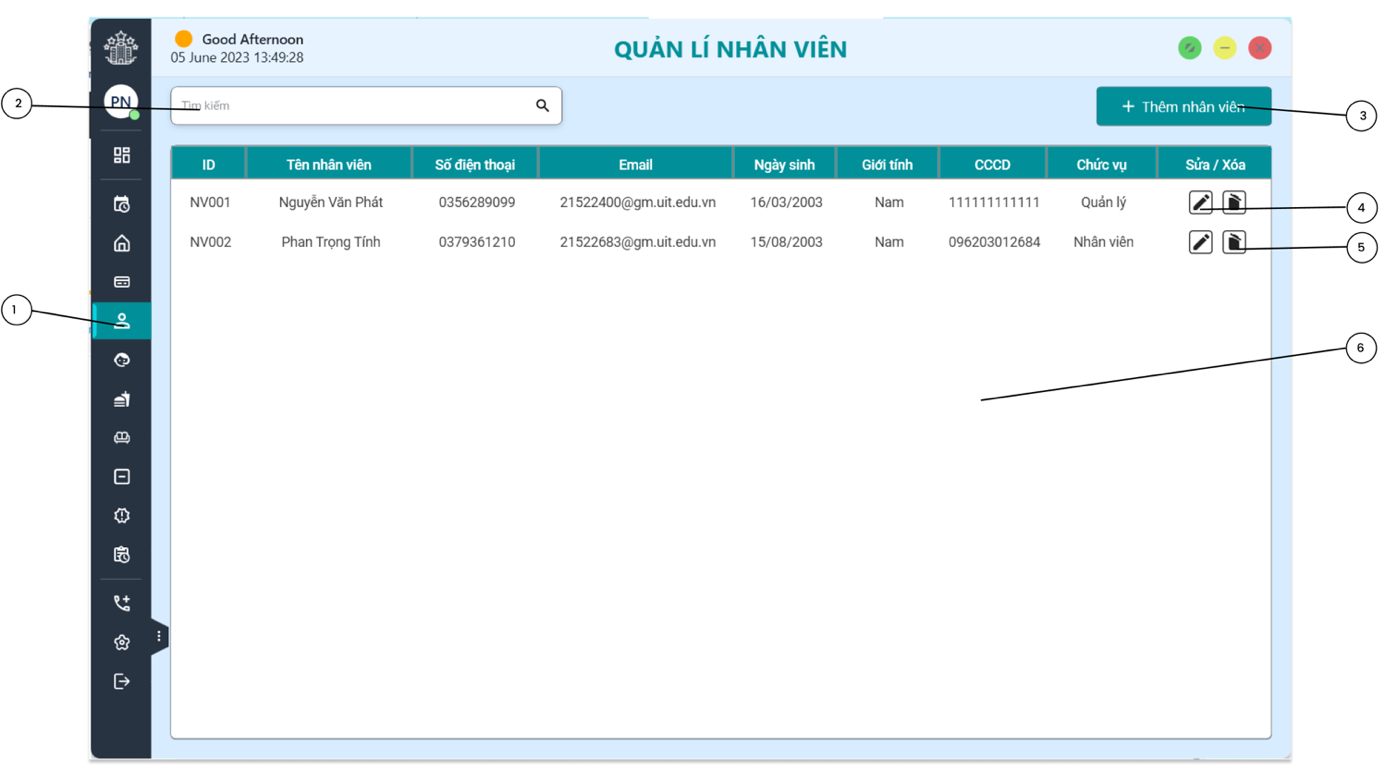 Good Afternoon
05 June 2023 13:49:28
QUẢN LÍ NHÂN VIÊN
2
PN
Tìm kiếm
+ Thêm nhân viên
3
ID Tên nhân viên Số điện thoại Email Ngày sinh Giới tính CCCD Chức vụ Sửa / Xóa
NV001 Nguyễn Văn Phát 0356289099 21522400@gm.uit.edu.vn 16/03/2003 Nam 111111111111 Quản lý
4
NV002 Phan Trọng Tính 0379361210 21522683@gm.uit.edu.vn 15/08/2003 Nam 096203012684 Nhân viên
5
1
6